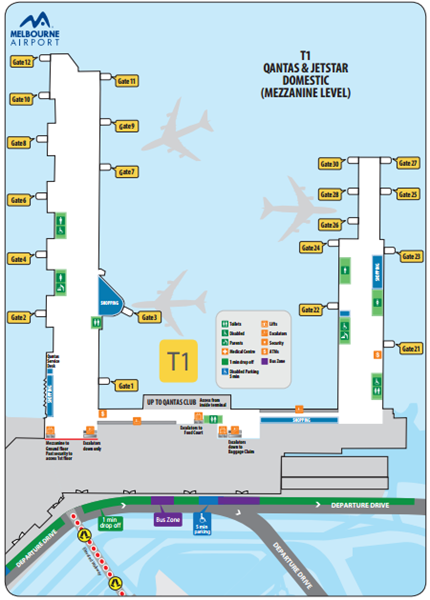 MELBOURNE
AIRPORT
T1
QANTAS & JETSTAR
DOMESTIC
(MEZZANINE LEVEL)
Gate 12
Gate 11
Gate 10
Gate 9
Gate 8
Gate 7
Gate 6
Gate 4
Gate 2
Gate 3
Gate 1
SHOPPING
Gate 30
Gate 27
Gate 28
Gate 25
Gate 26
Gate 24
Gate 23
Gate 22
Gate 21
SHOPPING
Toilets
Disabled
Parents
Medical Centre
1 min drop off
Disabled Parking
5 min
Lifts
Escalators
Security
ATMs
Bus Zone
T1
Qantas
Service
Desk
SHOPPING
UP TO QANTAS CLUB
Access from
inside terminal
SHOPPING
Mezzanine to
Ground floor
Past security to
access 1st floor
Escalators
down only
Escalators to
Food Court
Escalators
down to
Baggage Claim
DEPARTURE DRIVE
1 min
drop off
Bus Zone
5 min
parking
DEPARTURE DRIVE
DEPARTURE DRIVE